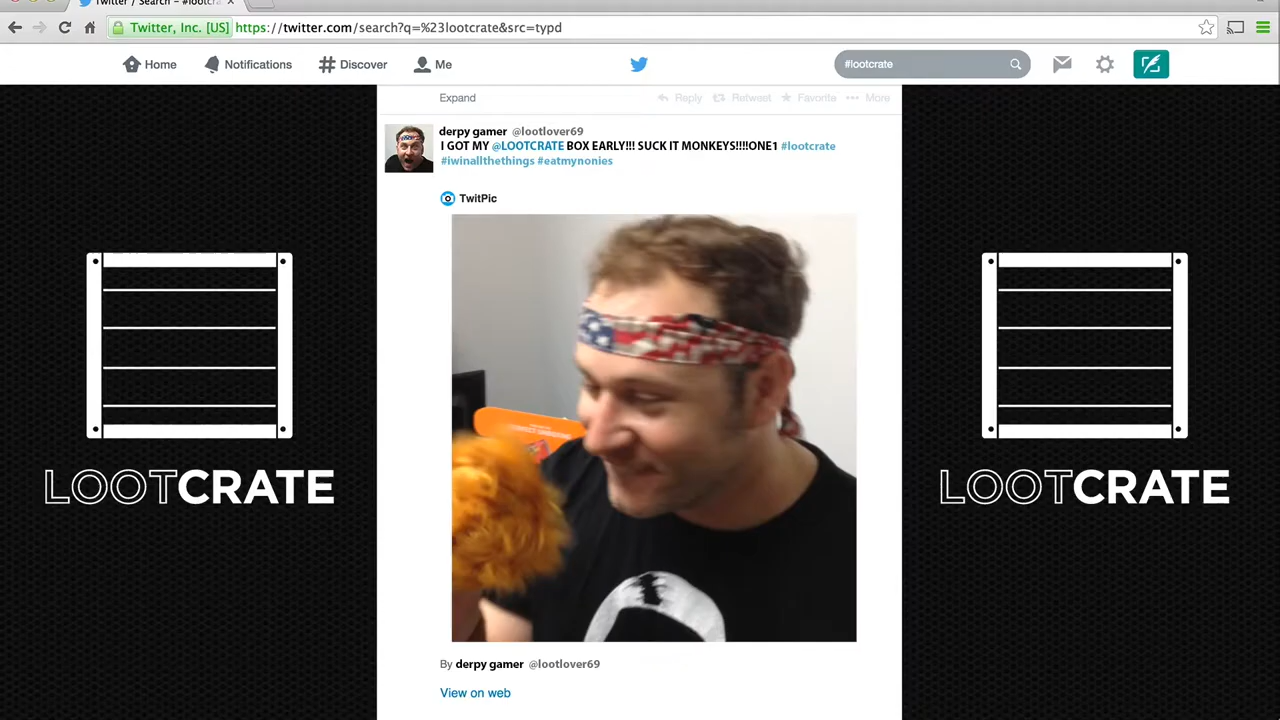 Twitter / Search - #lootcra
Twitter, Inc. [US] https://twitter.com/search?q=%23lootcrate&src=typd
Home Notifications Discover Me #lootcrate
Expand Reply Retweet Favorite More
derpy gamer @lootlover69
I GOT MY @LOOTCRATE BOX EARLY!!! SUCK IT MONKEYS!!!!ONE1 #lootcrate
#iwinallthethings #eatmynonies
TwitPic
LOOTCRATE
LOOTCRATE
By derpy gamer @lootlover69
View on web